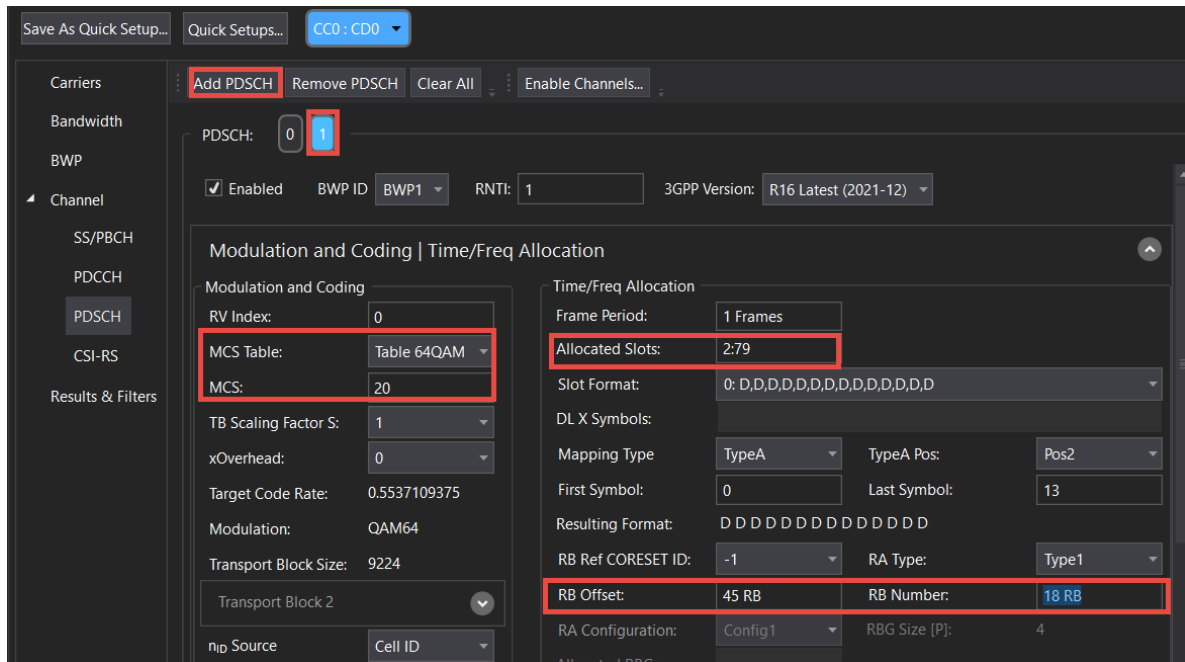 Save As Quick Setup... Quick Setups... CC0 : CD0
Carriers
Bandwidth
BWP
Channel
SS/PBCH
PDCCH
PDSCH
CSI-RS
Results & Filters
Add PDSCH Remove PDSCH Clear All Enable Channels...
PDSCH: 0 1
Enabled BWP ID BWP1 RNTI: 1 3GPP Version: R16 Latest (2021-12)
Modulation and Coding | Time/Freq Allocation
Modulation and Coding
RV Index: 0
MCS Table: Table 64QAM
MCS: 20
TB Scaling Factor S: 1
xOverhead: 0
Target Code Rate: 0.5537109375
Modulation: QAM64
Transport Block Size: 9224
Transport Block 2
nID Source Cell ID
Time/Freq Allocation
Frame Period: 1 Frames
Allocated Slots: 2:79
Slot Format: 0: D,D,D,D,D,D,D,D,D,D,D,D,D,D
DL X Symbols:
Mapping Type TypeA TypeA Pos: Pos2
First Symbol: 0 Last Symbol: 13
Resulting Format: D D D D D D D D D D D D D D
RB Ref CORESET ID: -1 RA Type: Type1
RB Offset: 45 RB RB Number: 18 RB
RA Configuration: Config1 RBG Size [P]: 4